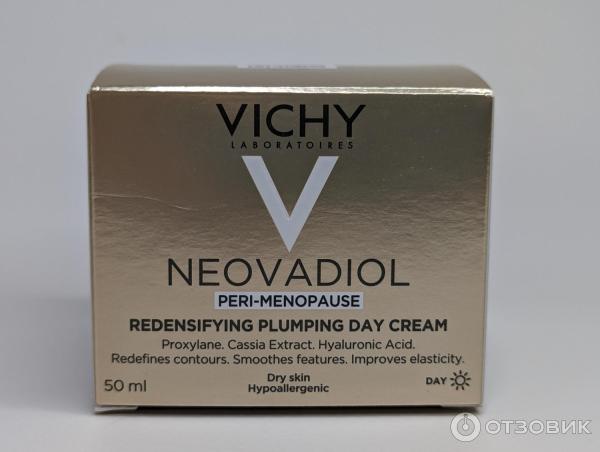 VICHY
LABORATOIRES
V
NEOVADIOL
PERI-MENOPAUSE
REDENSIFYING PLUMPING DAY CREAM
Proxylane. Cassia Extract. Hyaluronic Acid.
Redefines contours. Smoothes features. Improves elasticity.
Dry skin
50 ml
Hypoallergenic
DAY
ОТЗОВИК